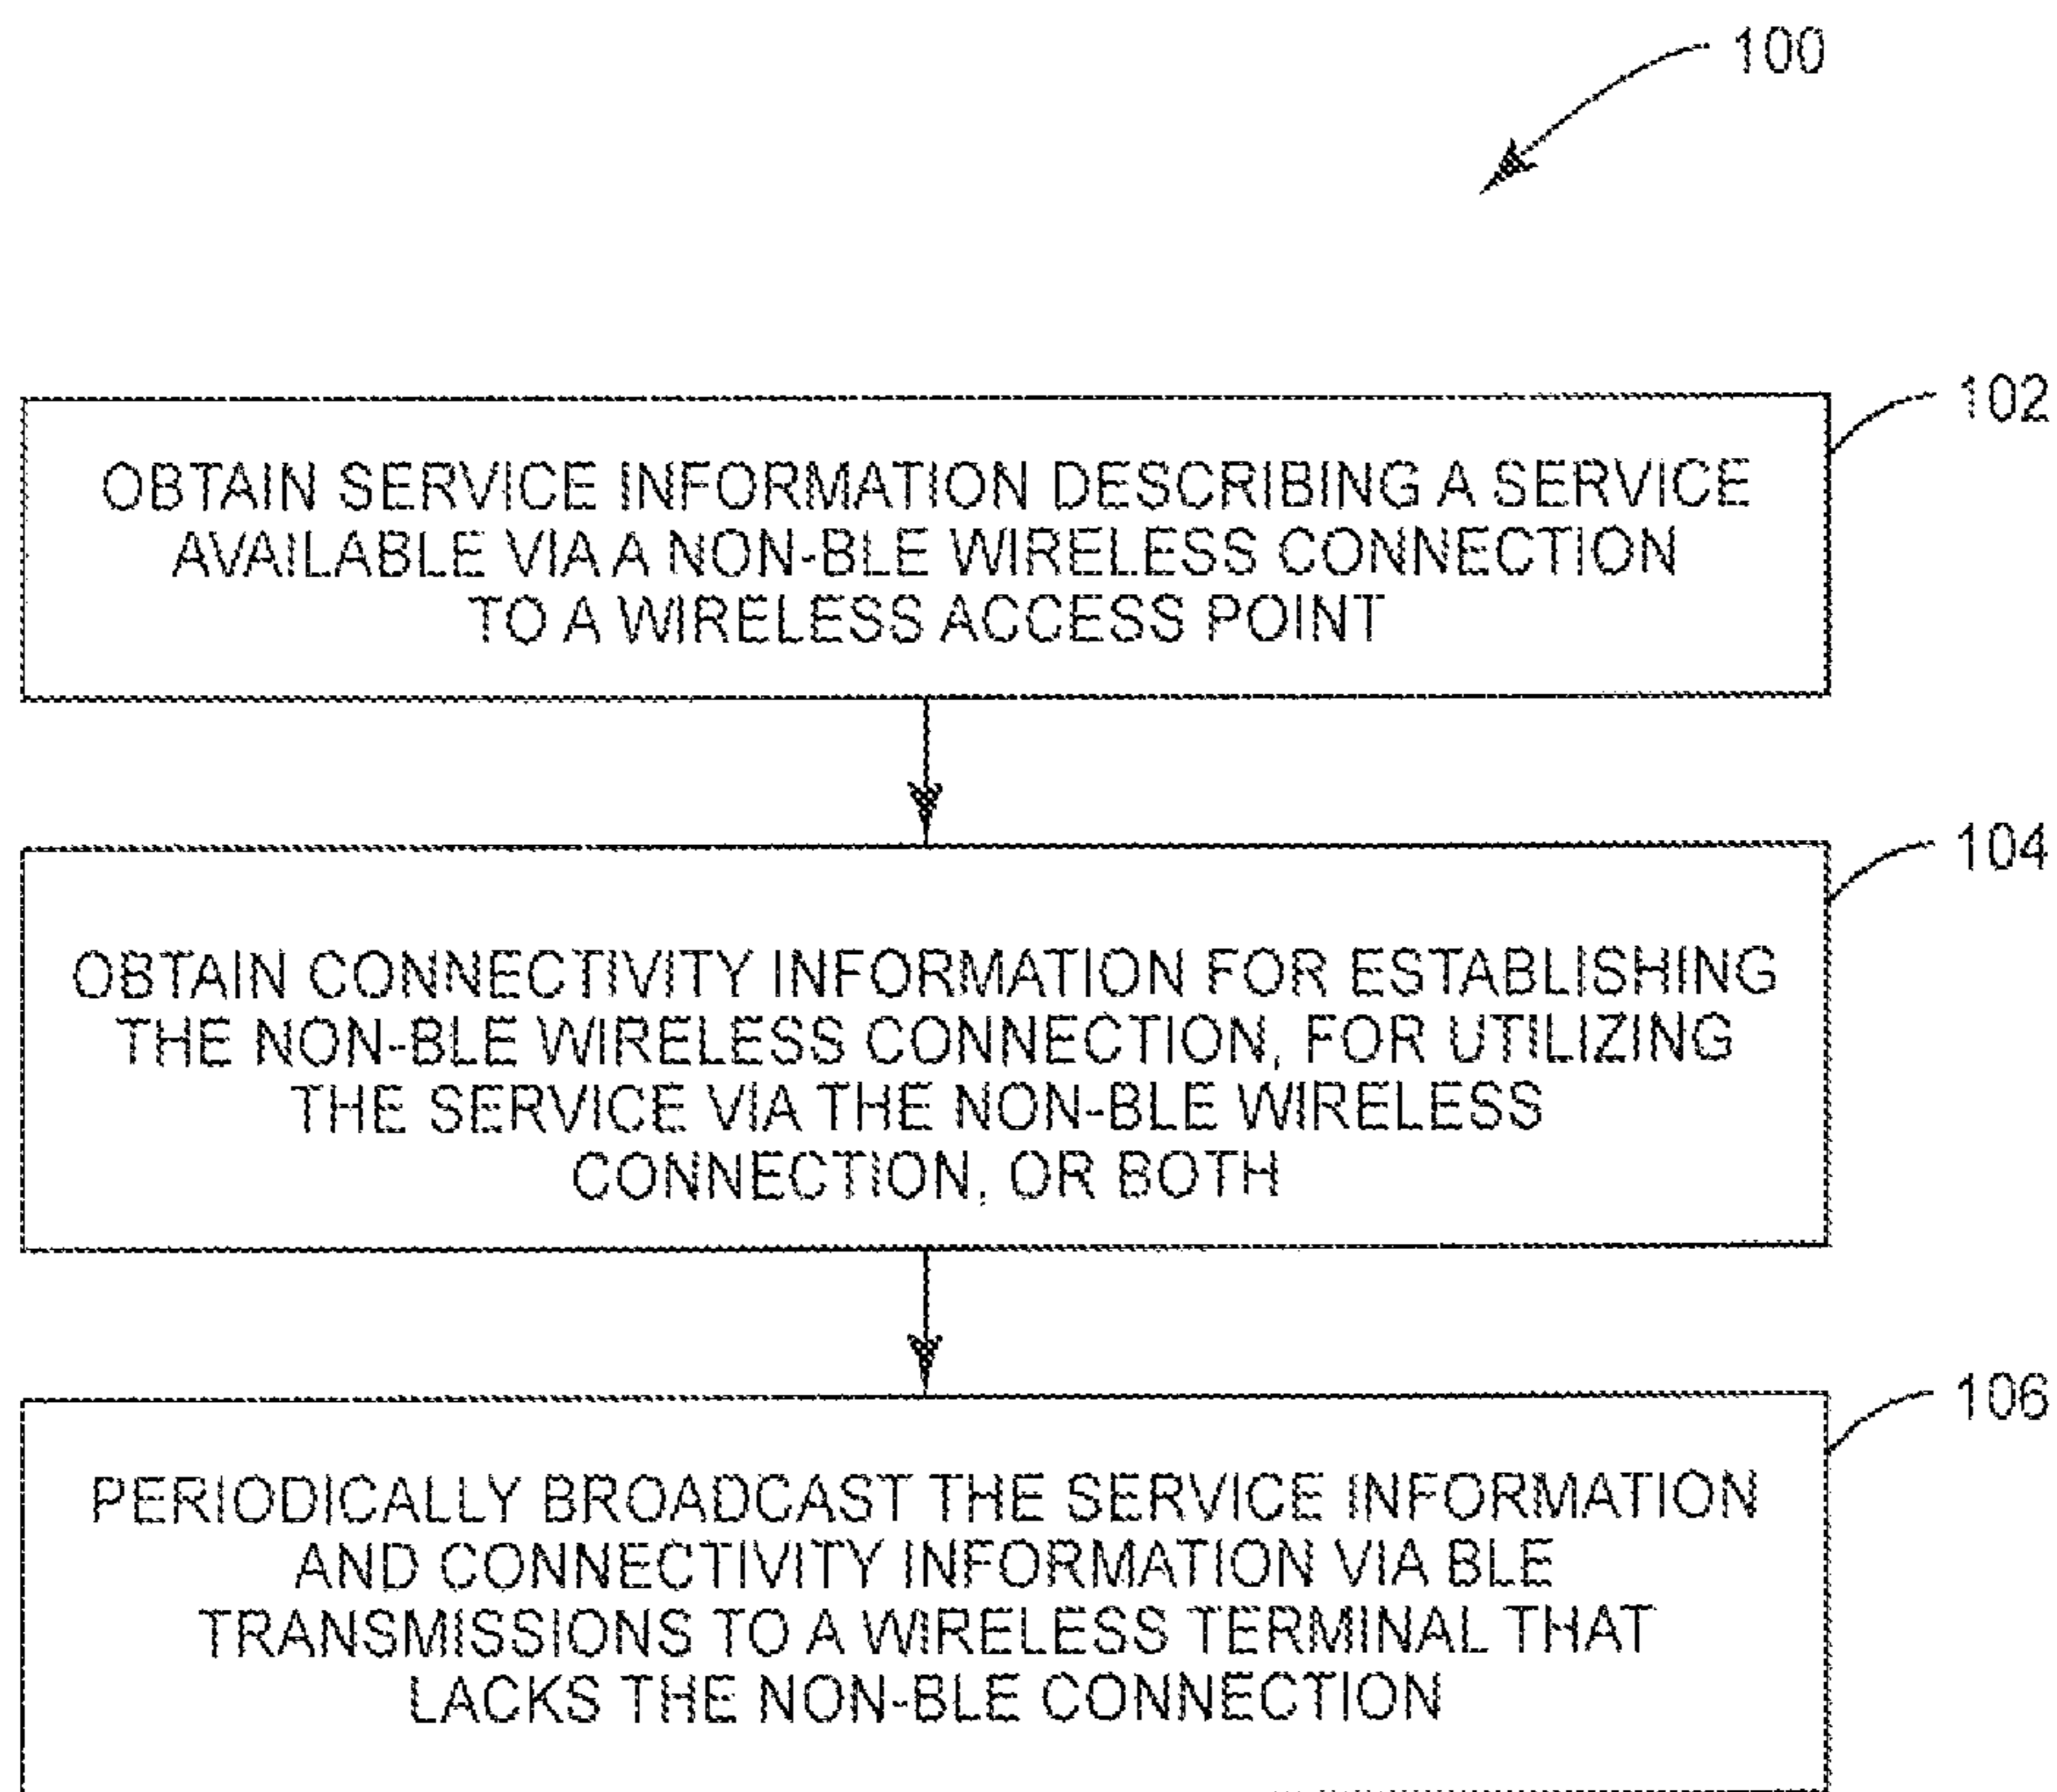 100
102
OBTAIN SERVICE INFORMATION DESCRIBING A SERVICE
AVAILABLE VIA A NON-BLE WIRELESS CONNECTION
TO A WIRELESS ACCESS POINT
104
OBTAIN CONNECTIVITY INFORMATION FOR ESTABLISHING
THE NON-BLE WIRELESS CONNECTION, FOR UTILIZING
THE SERVICE VIA THE NON-BLE WIRELESS
CONNECTION, OR BOTH
106
PERIODICALLY BROADCAST THE SERVICE INFORMATION
AND CONNECTIVITY INFORMATION VIA BLE
TRANSMISSIONS TO A WIRELESS TERMINAL THAT
LACKS THE NON-BLE CONNECTION